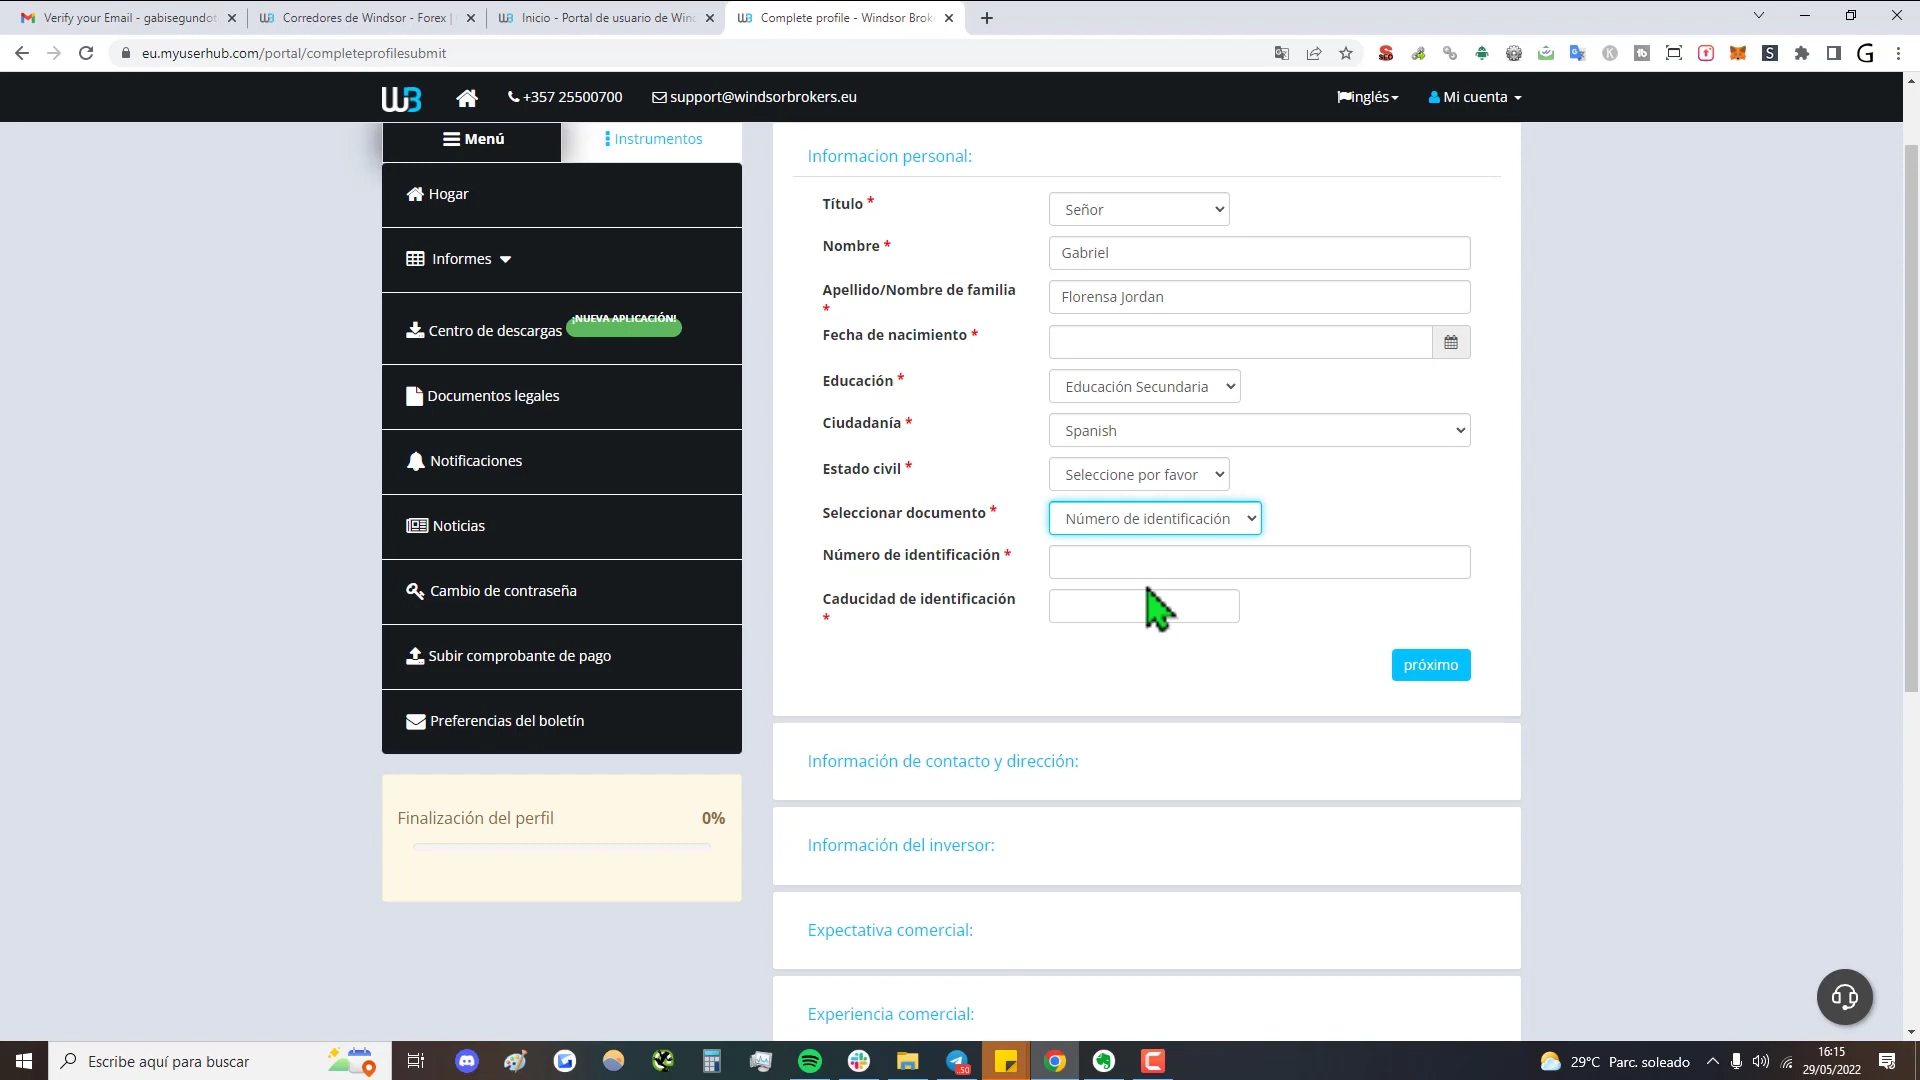 Verify your Email - gabisegundot
Corredores de Windsor - Forex |
Inicio - Portal de usuario de Win
Complete profile - Windsor Brok
eu.myuserhub.com/portal/completeprofilesubmit
+357 25500700
support@windsorbrokers.eu
inglés
Mi cuenta
Menú
Instrumentos
Hogar
Informes
Centro de descargas
¡NUEVA APLICACIÓN!
Documentos legales
Notificaciones
Noticias
Cambio de contraseña
Subir comprobante de pago
Preferencias del boletín
Finalización del perfil
0%
Informacion personal:
Título *
Señor
Nombre *
Gabriel
Apellido/Nombre de familia
*
Florensa Jordan
Fecha de nacimiento *
Educación *
Educación Secundaria
Ciudadanía *
Spanish
Estado civil *
Seleccione por favor
Seleccionar documento *
Número de identificación
Número de identificación *
Caducidad de identificación
*
próximo
Información de contacto y dirección:
Información del inversor:
Expectativa comercial:
Experiencia comercial:
Escribe aquí para buscar
29°C Parc. soleado
16:15
29/05/2022